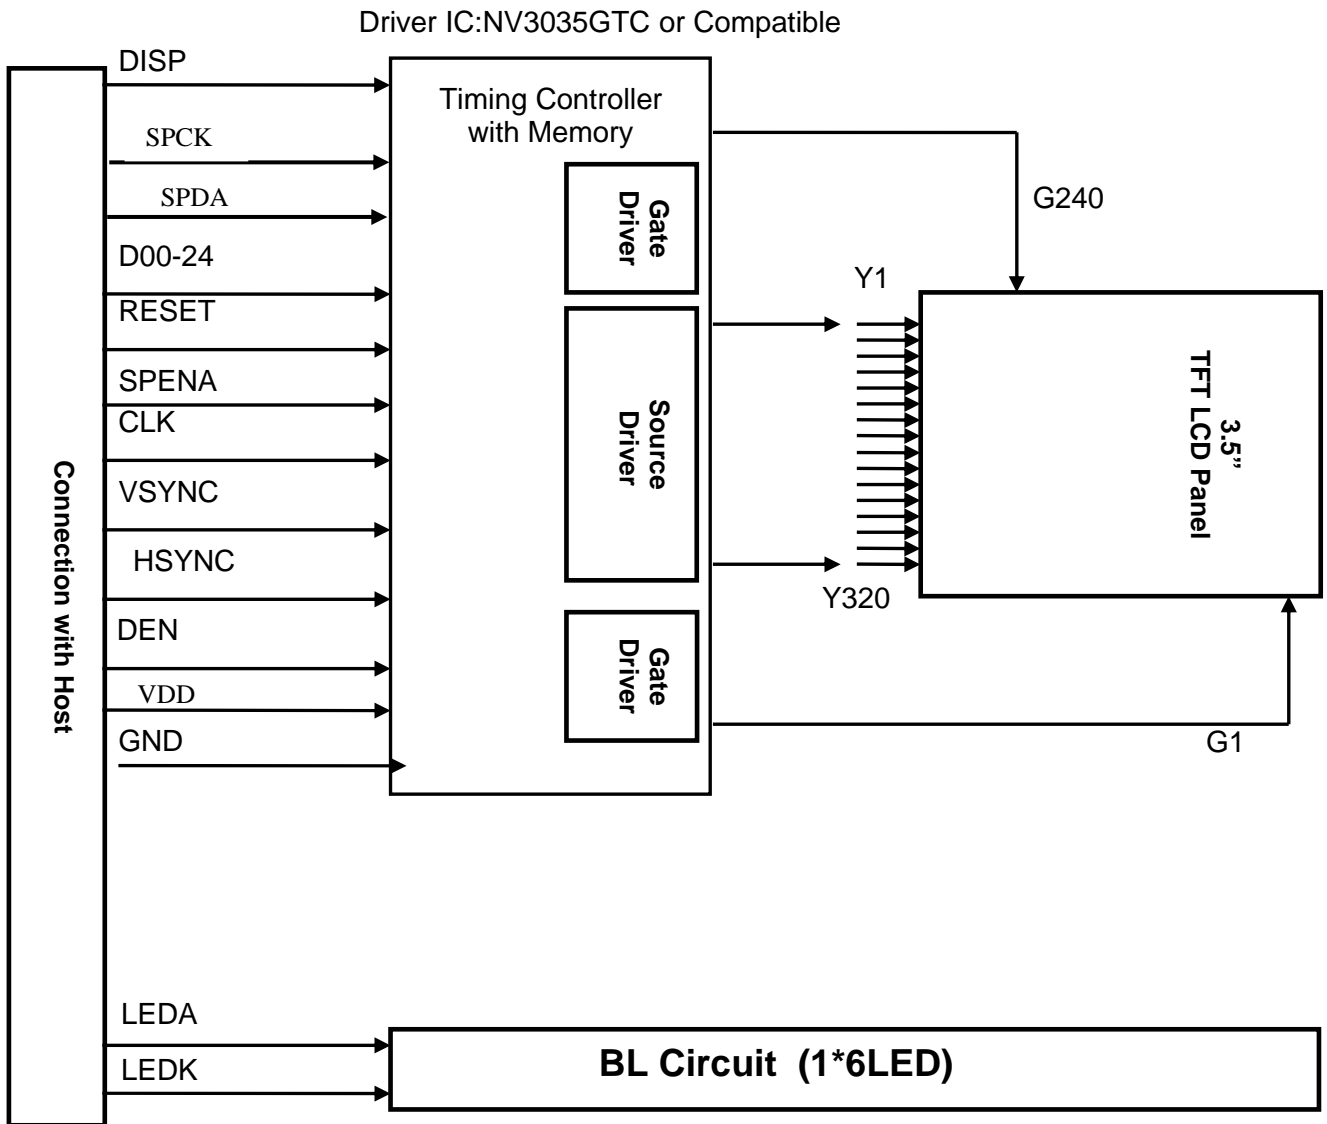 Driver IC:NV3035GTC or Compatible
DISP
SPCK
SPDA
D00-24
RESET
SPENA
CLK
VSYNC
HSYNC
DEN
VDD
GND
Connection with Host
Timing Controller
with Memory
Gate
Driver
Source
Driver
Gate
Driver
G240
Y1
Y320
G1
3.5”
TFT LCD Panel
LEDA
LEDK
BL Circuit (1*6LED)